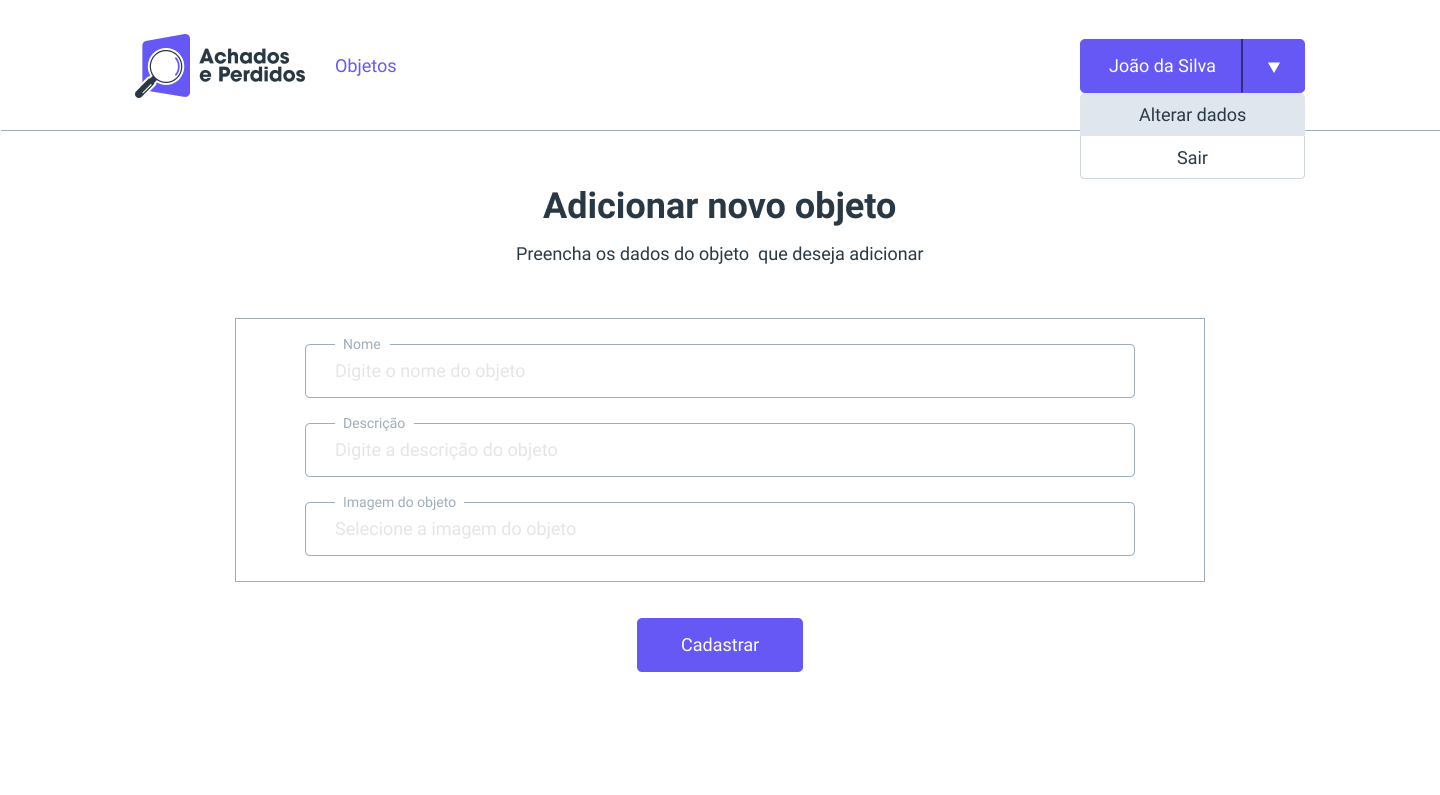 Achados
e Perdidos
Objetos
João da Silva
Alterar dados
Sair
Adicionar novo objeto
Preencha os dados do objeto  que deseja adicionar
Nome
Digite o nome do objeto
Descrição
Digite a descrição do objeto
Imagem do objeto
Selecione a imagem do objeto
Cadastrar